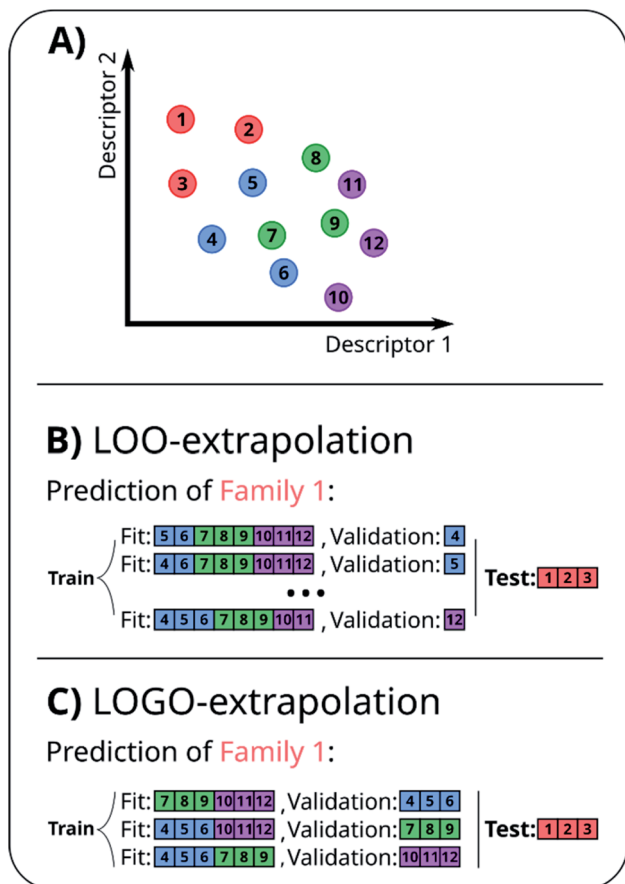 A)
Descriptor 2
1
2
8
3
5
11
9
4
7
12
6
10
Descriptor 1
B) LOO-extrapolation
Prediction of Family 1:
Fit: 5 6 7 8 9 10 11 12 , Validation: 4
Train Fit: 4 6 7 8 9 10 11 12 , Validation: 5 Test: 1 2 3
...
Fit: 4 5 6 7 8 9 10 11 , Validation: 12
C) LOGO-extrapolation
Prediction of Family 1:
Fit: 7 8 9 10 11 12 , Validation: 4 5 6
Train Fit: 4 5 6 10 11 12 , Validation: 7 8 9 Test: 1 2 3
Fit: 4 5 6 7 8 9 , Validation: 10 11 12